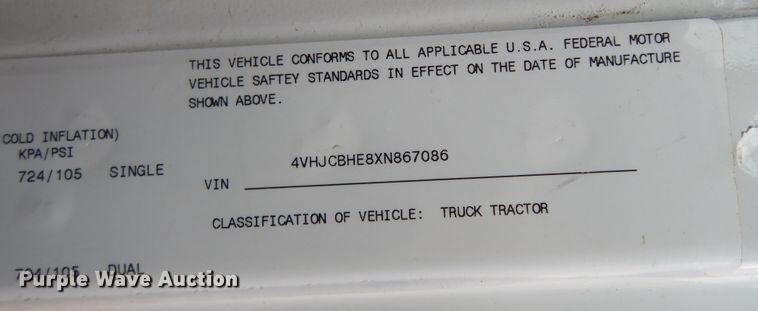 THIS VEHICLE CONFORMS TO ALL APPLICABLE U.S.A. FEDERAL MOTOR
VEHICLE SAFTEY STANDARDS IN EFFECT ON THE DATE OF MANUFACTURE
SHOWN ABOVE.
COLD INFLATION)
KPA/PSI
724/105 SINGLE
VIN 4VHJCBHE8XN867086
CLASSIFICATION OF VEHICLE: TRUCK TRACTOR
724/105 DUAL
Purple Wave Auction